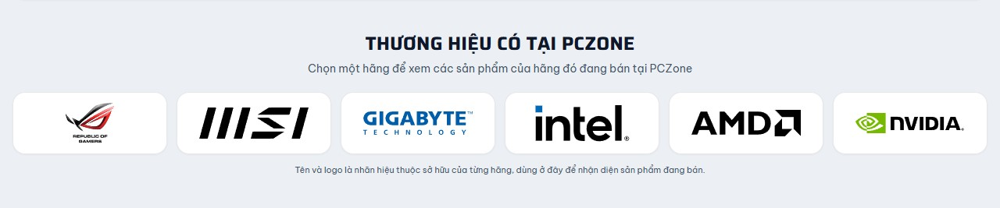 THƯƠNG HIỆU CÓ TẠI PCZONE
Chọn một hãng để xem các sản phẩm của hãng đó đang bán tại PCZone
REPUBLIC OF
GAMERS
MSI
GIGABYTE™
TECHNOLOGY
intel®
AMD
NVIDIA®
Tên và logo là nhãn hiệu thuộc sở hữu của từng hãng, dùng ở đây để nhận diện sản phẩm đang bán.